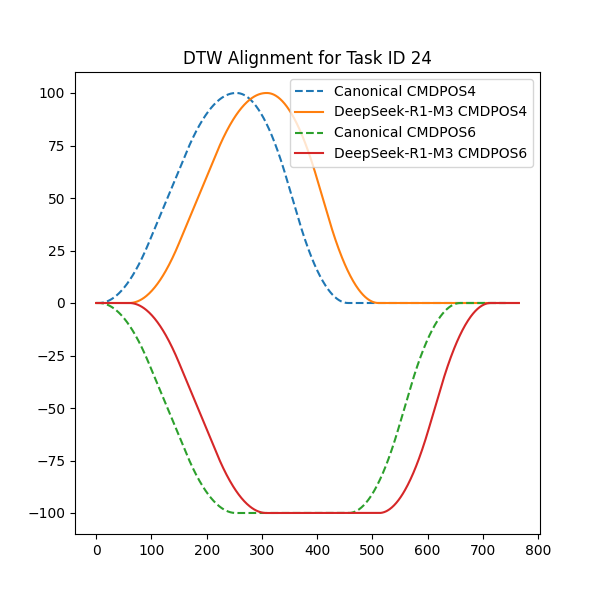 DTW Alignment for Task ID 24
Canonical CMDPOS4
DeepSeek-R1-M3 CMDPOS4
Canonical CMDPOS6
DeepSeek-R1-M3 CMDPOS6
100
75
50
25
0
−25
−50
−75
−100
0 100 200 300 400 500 600 700 800